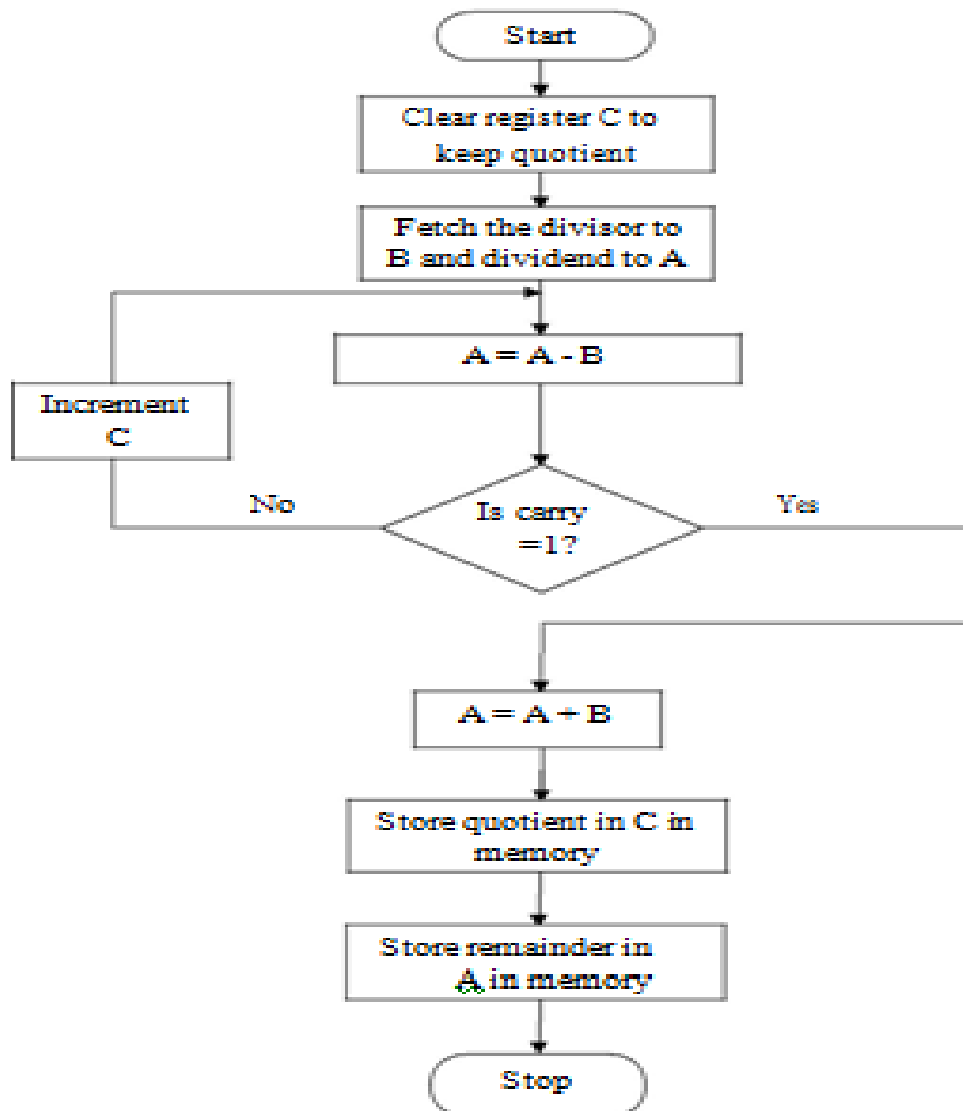 Start
Clear register C to
keep quotient
Fetch the divisor to
B and dividend to A
A = A - B
Increment
C
No
Is carry
=1?
Yes
A = A + B
Store quotient in C in
memory
Store remainder in
A in memory
Stop